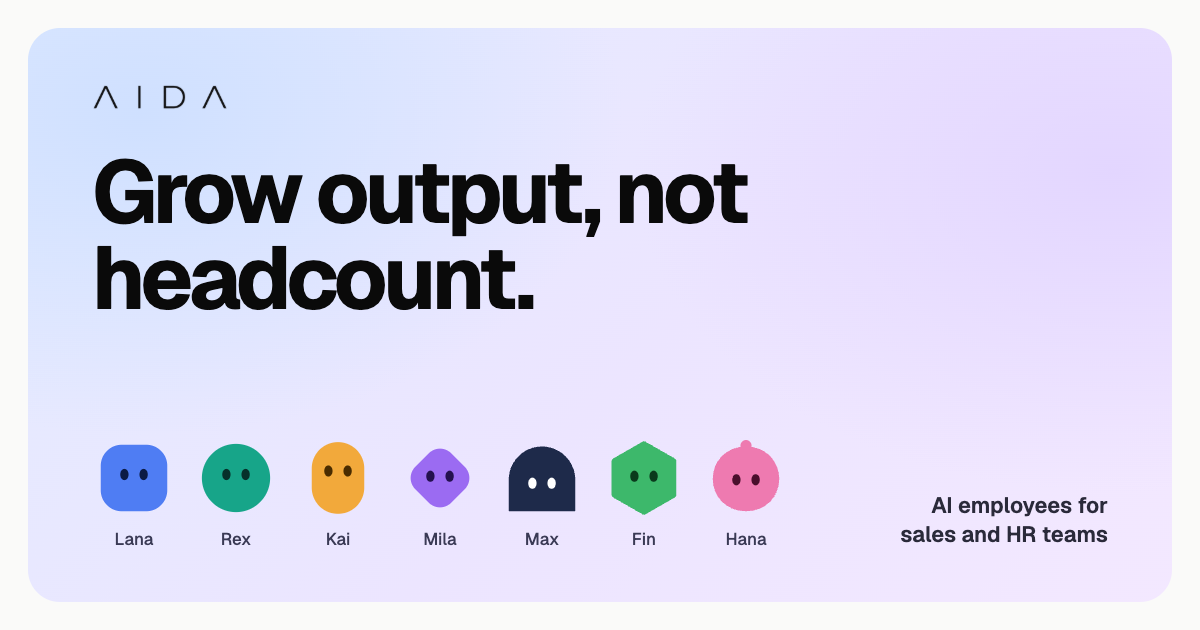 AIDA
Grow output, not
headcount.
Lana
Rex
Kai
Mila
Max
Fin
Hana
AI employees for
sales and HR teams